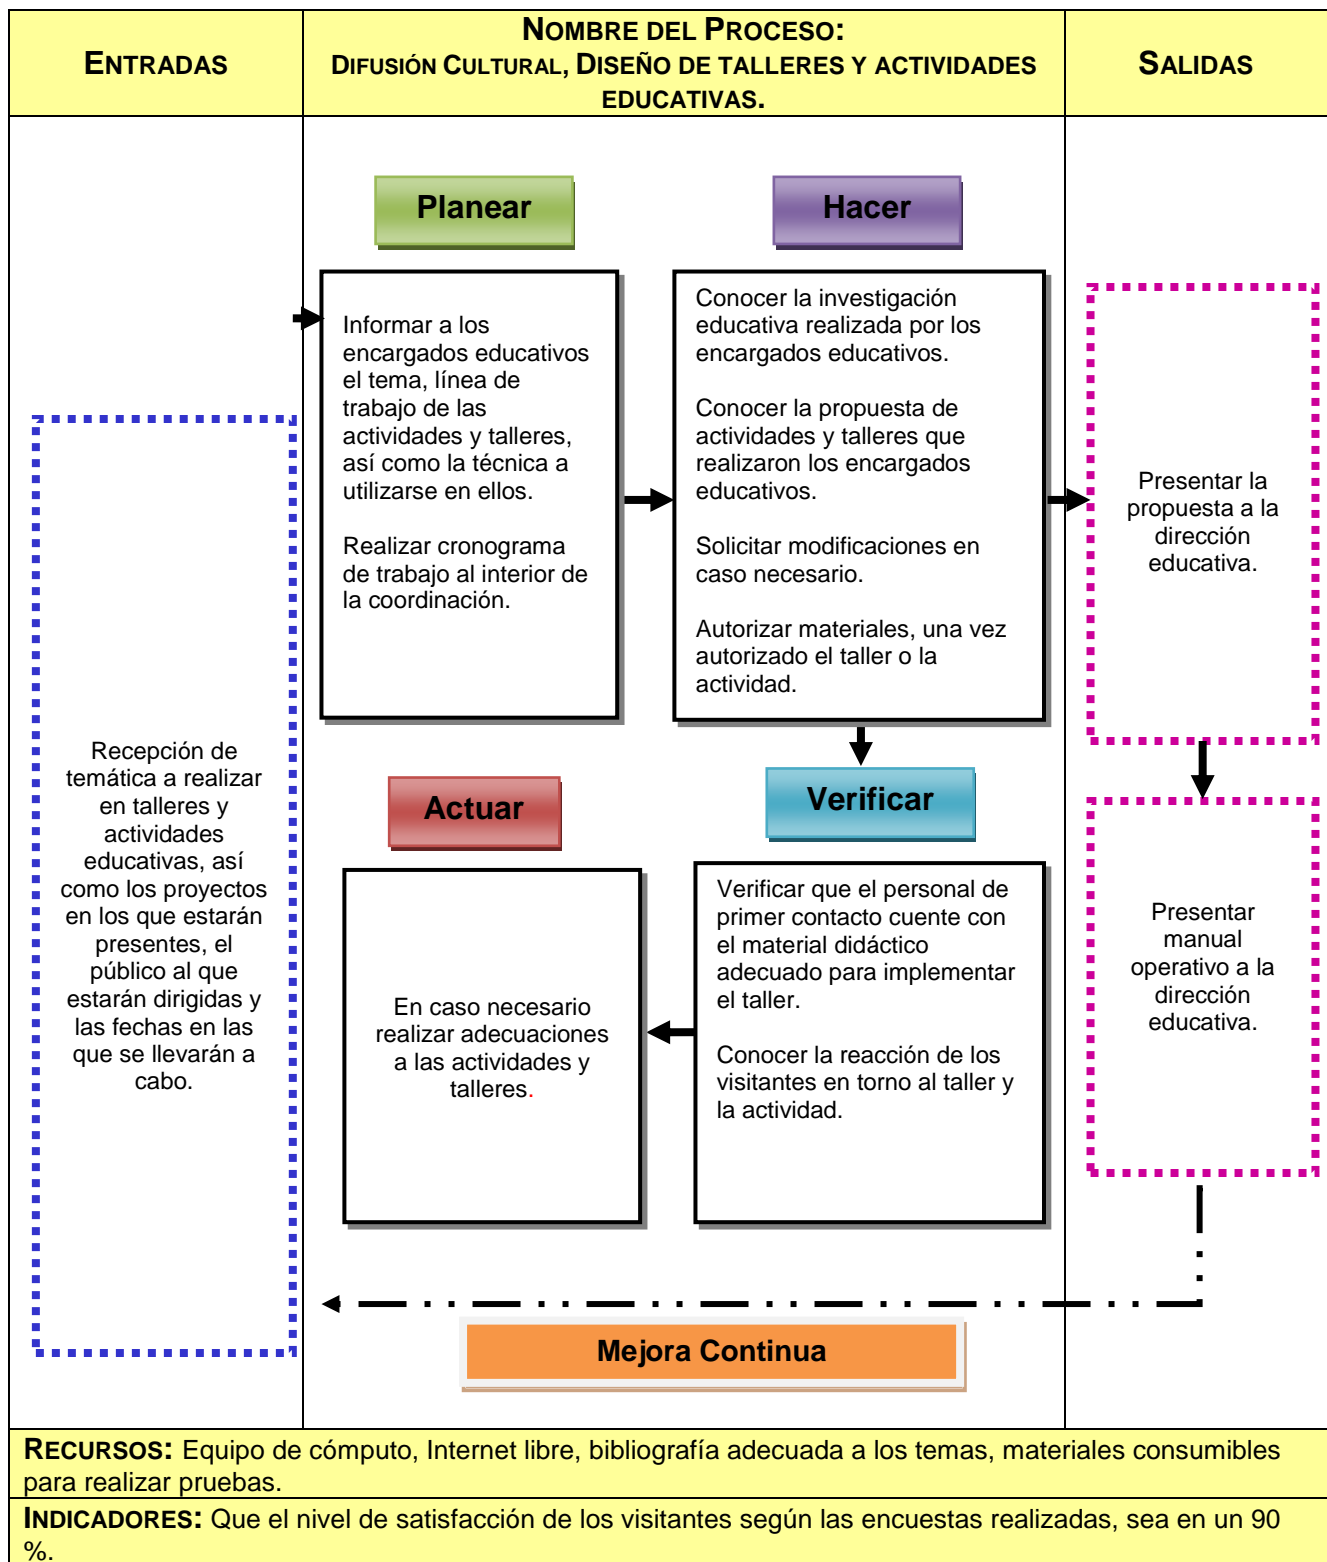 ENTRADAS
NOMBRE DEL PROCESO:
DIFUSIÓN CULTURAL, DISEÑO DE TALLERES Y ACTIVIDADES
EDUCATIVAS.
SALIDAS
Planear
Hacer
Informar a los
encargados educativos
el tema, línea de
trabajo de las
actividades y talleres,
así como la técnica a
utilizarse en ellos.
Realizar cronograma
de trabajo al interior de
la coordinación.
Conocer la investigación
educativa realizada por los
encargados educativos.
Conocer la propuesta de
actividades y talleres que
realizaron los encargados
educativos.
Solicitar modificaciones en
caso necesario.
Autorizar materiales, una vez
autorizado el taller o la
actividad.
Presentar la
propuesta a la
dirección
educativa.
Recepción de
temática a realizar
en talleres y
actividades
educativas, así
como los proyectos
en los que estarán
presentes, el
público al que
estarán dirigidas y
las fechas en las
que se llevarán a
cabo.
Actuar
Verificar
En caso necesario
realizar adecuaciones
a las actividades y
talleres.
Verificar que el personal de
primer contacto cuente con
el material didáctico
adecuado para implementar
el taller.
Conocer la reacción de los
visitantes en torno al taller y
la actividad.
Presentar
manual
operativo a la
dirección
educativa.
Mejora Continua
RECURSOS: Equipo de cómputo, Internet libre, bibliografía adecuada a los temas, materiales consumibles
para realizar pruebas.
INDICADORES: Que el nivel de satisfacción de los visitantes según las encuestas realizadas, sea en un 90
%.